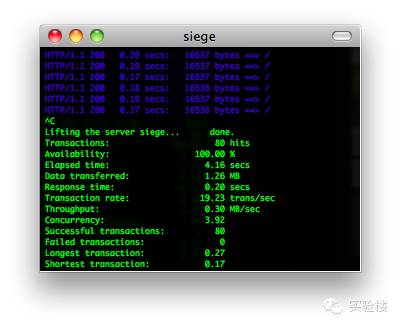 siege
HTTP/1.1 200 0.20 secs: 16537 bytes ==> /
HTTP/1.1 200 0.19 secs: 16537 bytes ==> /
HTTP/1.1 200 0.17 secs: 16537 bytes ==> /
HTTP/1.1 200 0.18 secs: 16536 bytes ==> /
HTTP/1.1 200 0.19 secs: 16537 bytes ==> /
HTTP/1.1 200 0.17 secs: 16536 bytes ==> /
^C
Lifting the server siege... done.
Transactions: 80 hits
Availability: 100.00 %
Elapsed time: 4.16 secs
Data transferred: 1.26 MB
Response time: 0.20 secs
Transaction rate: 19.23 trans/sec
Throughput: 0.30 MB/sec
Concurrency: 3.92
Successful transactions: 80
Failed transactions: 0
Longest transaction: 0.27
Shortest transaction: 0.17
实验楼